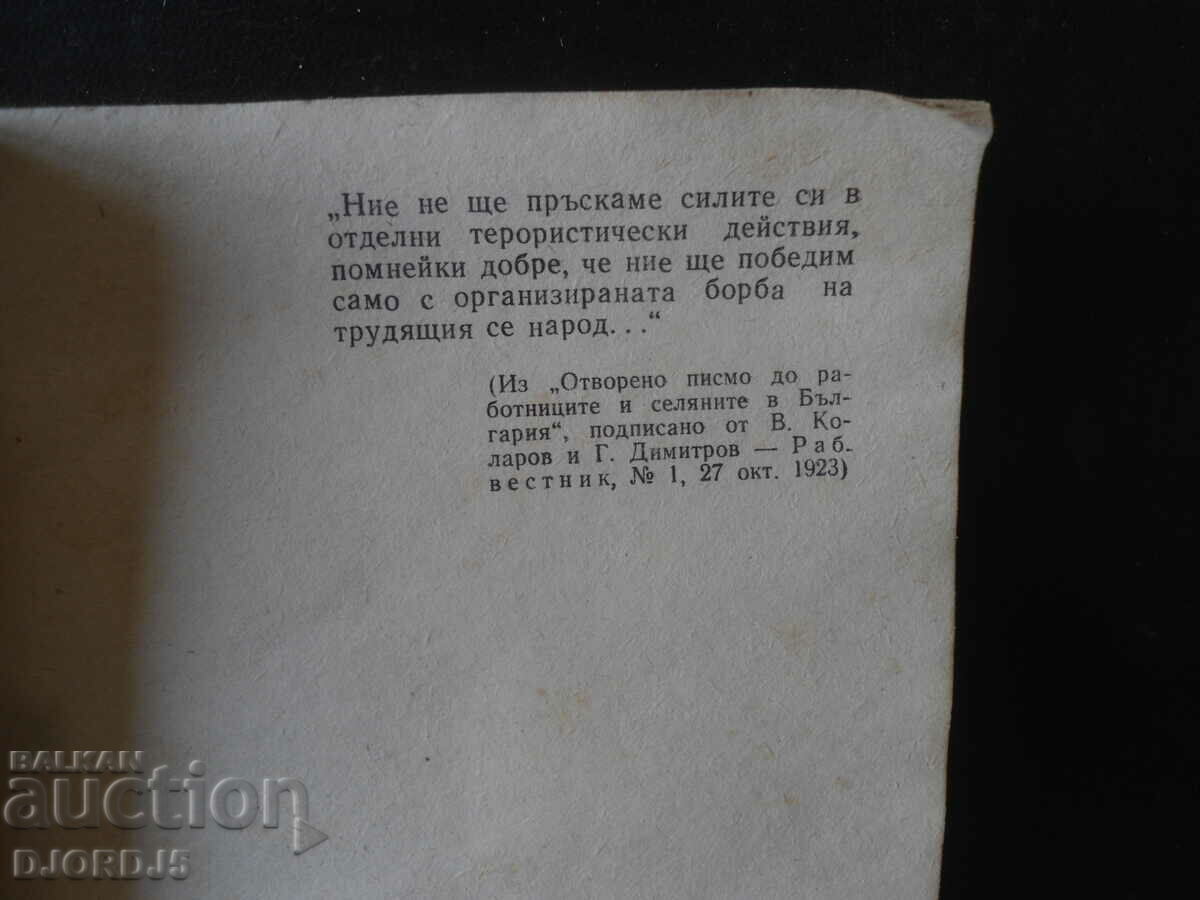 „Ние не ще пръскаме силите си в
отделни терористически действия,
помнейки добре, че ние ще победим
само с организираната борба на
трудящия се народ. . .“
(Из „Отворено писмо до ра-
ботниците и селяните в Бъл-
гария“, подписано от В. Ко-
ларов и Г. Димитров — Раб.
вестник, № 1, 27 окт. 1923)
BALKAN
auction
DJORDJ5